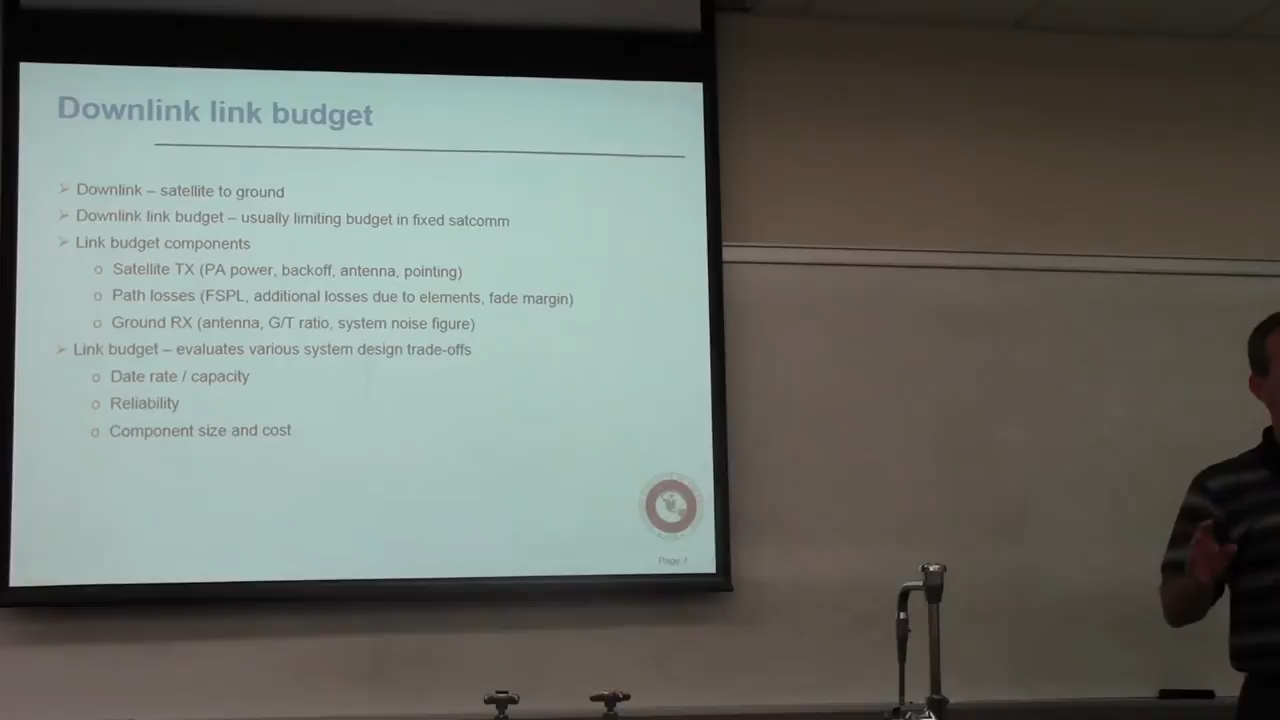 Downlink link budget
➢ Downlink – satellite to ground
➢ Downlink link budget – usually limiting budget in fixed satcomm
➢ Link budget components
o Satellite TX (PA power, backoff, antenna, pointing)
o Path losses (FSPL, additional losses due to elements, fade margin)
o Ground RX (antenna, G/T ratio, system noise figure)
➢ Link budget – evaluates various system design trade-offs
o Date rate / capacity
o Reliability
o Component size and cost
Page 7